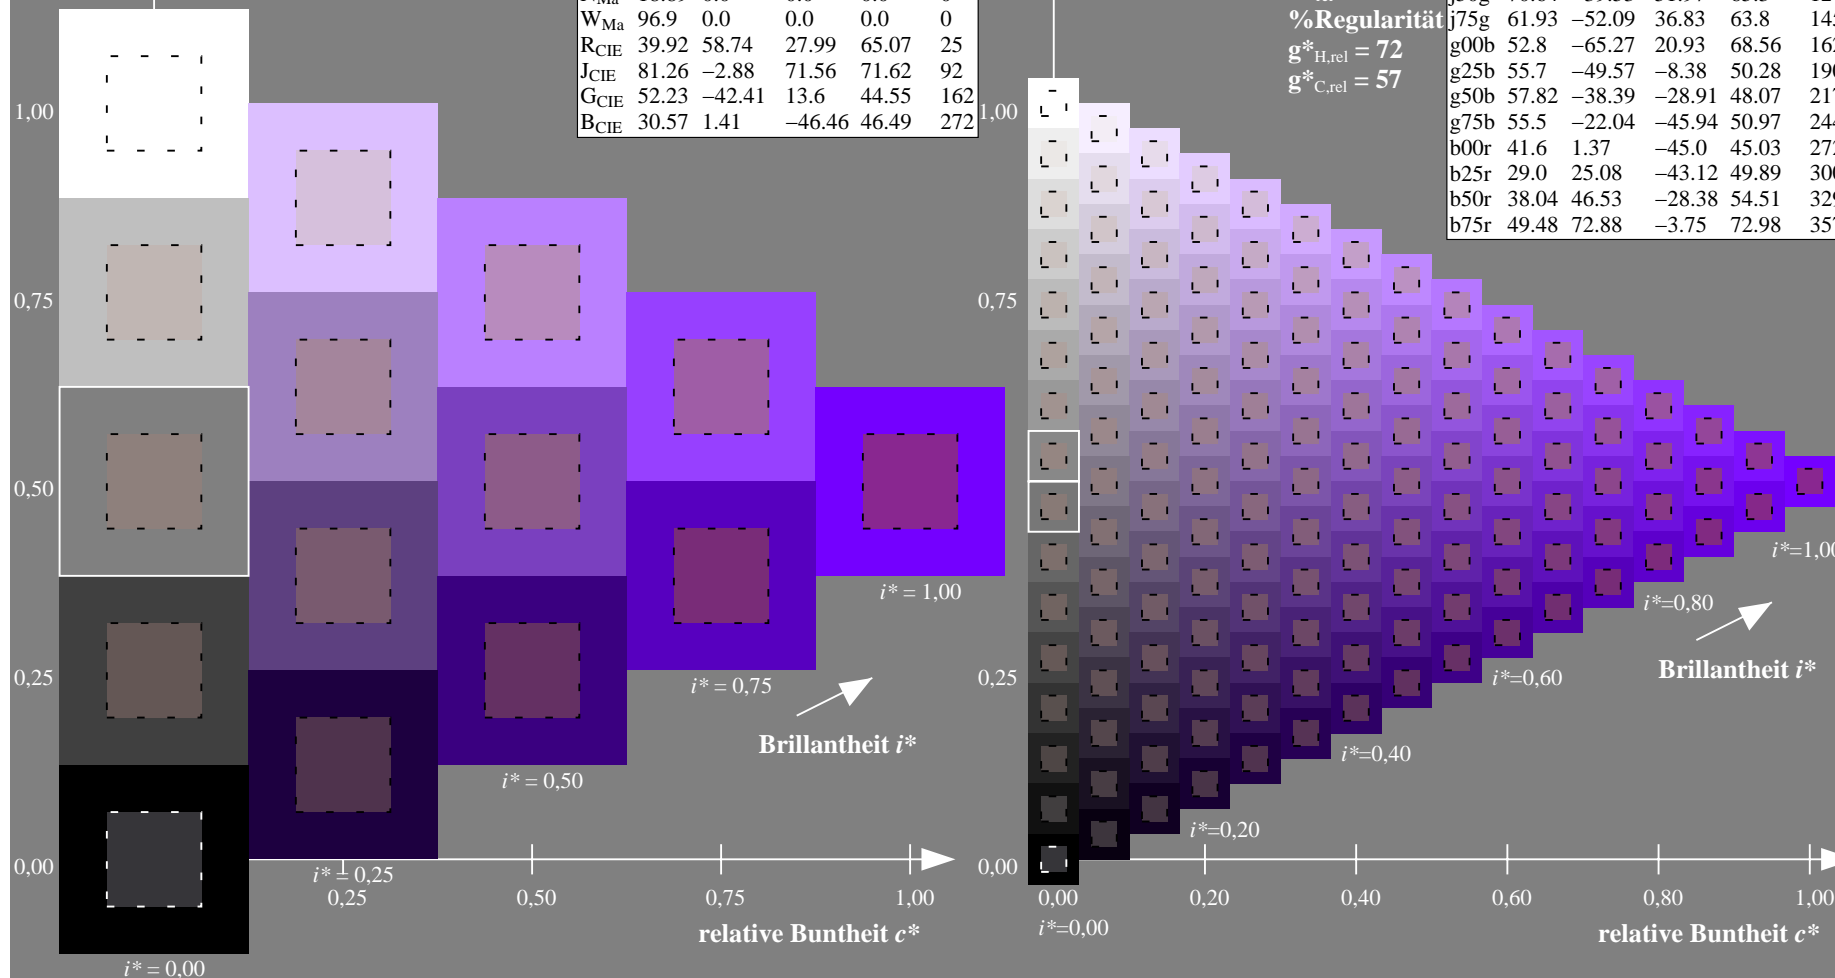 W_Ma 96.9 0.0 0.0 0.0 0
R_CIE 39.92 58.74 27.99 65.07 25
J_CIE 81.26 −2.88 71.56 71.62 92
G_CIE 52.23 −42.41 13.6 44.55 162
B_CIE 30.57 1.41 −46.46 46.49 272
1,00
0,75
0,50
0,25
0,00
i* = 1,00
i* = 0,75
Brillantheit i*
i* = 0,50
i* = 0,25
0,25 0,50 0,75 1,00
relative Buntheit c*
i* = 0,00
%Regularität
g*H,rel = 72
g*C,rel = 57
j75g 61.93 −52.09 36.83 63.8
g00b 52.8 −65.27 20.93 68.56
g25b 55.7 −49.57 −8.38 50.28
g50b 57.82 −38.39 −28.91 48.07
g75b 55.5 −22.04 −45.94 50.97
b00r 41.6 1.37 −45.0 45.03
b25r 29.0 25.08 −43.12 49.89
b50r 38.04 46.53 −28.38 54.51
b75r 49.48 72.88 −3.75 72.98
1,00
0,75
0,25
0,00
i*=1,00
i*=0,80
Brillantheit i*
i*=0,60
i*=0,40
i*=0,20
0,00 0,20 0,40 0,60 0,80 1,00
i*=0,00
relative Buntheit c*